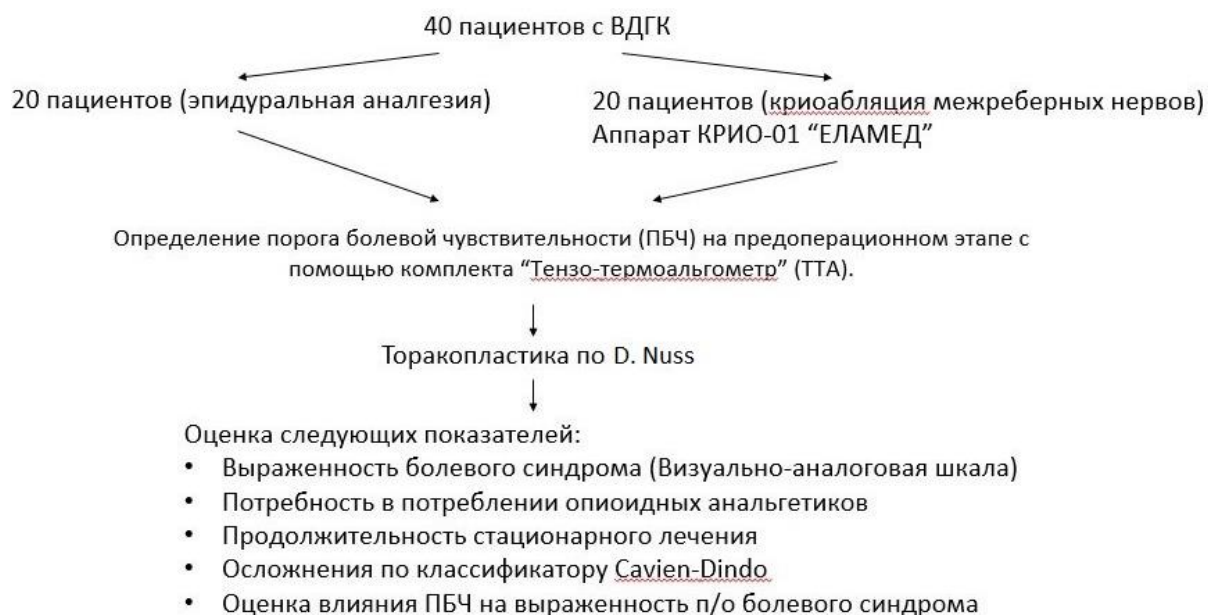 40 пациентов с ВДГК
20 пациентов (эпидуральная аналгезия)
20 пациентов (криоабляция межреберных нервов)
Аппарат КРИО-01 “ЕЛАМЕД”
Определение порога болевой чувствительности (ПБЧ) на предоперационном этапе с
помощью комплекта “Тензо-термоальгометр” (ТТА).
Торакопластика по D. Nuss
Оценка следующих показателей:
• Выраженность болевого синдрома (Визуально-аналоговая шкала)
• Потребность в потреблении опиоидных анальгетиков
• Продолжительность стационарного лечения
• Осложнения по классификатору Cavien-Dindo
• Оценка влияния ПБЧ на выраженность п/о болевого синдрома